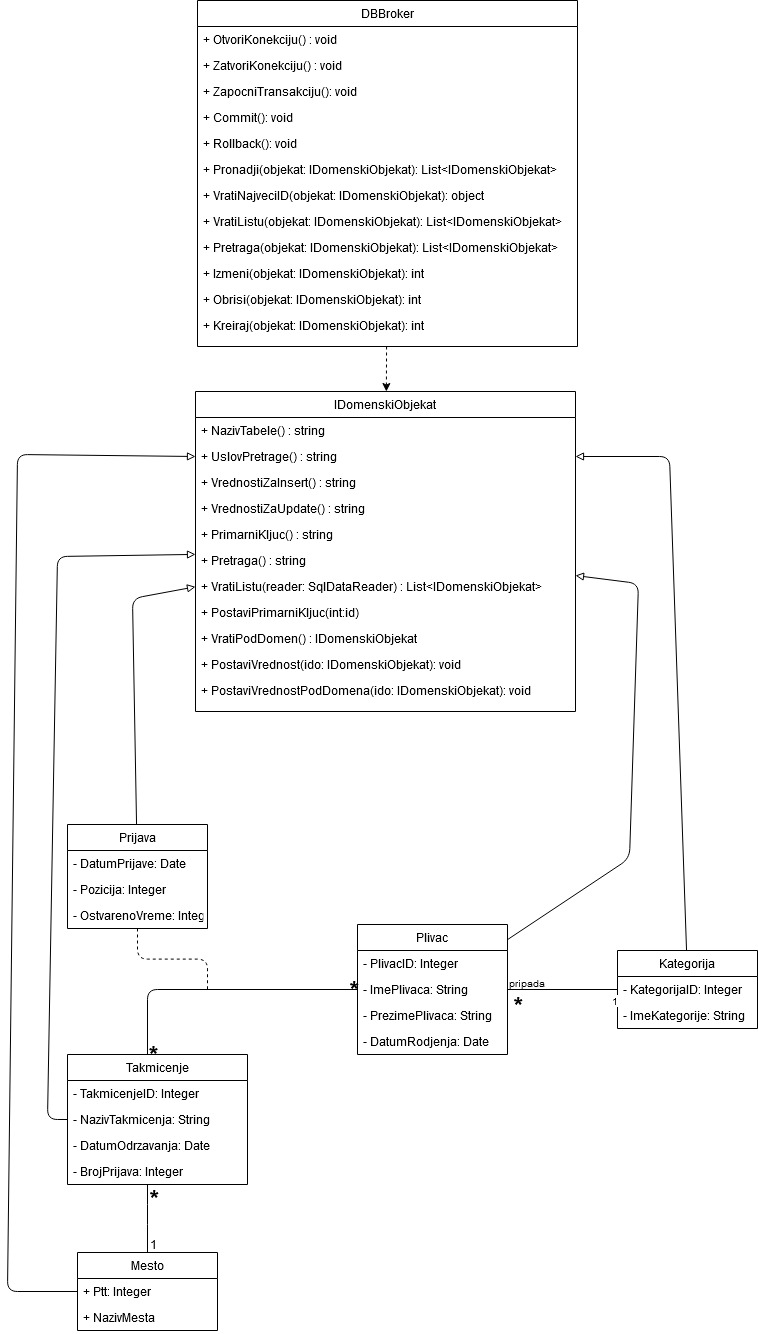 DBBroker
+ OtvoriKonekciju() : void
+ ZatvoriKonekciju() : void
+ ZapocniTransakciju(): void
+ Commit(): void
+ Rollback(): void
+ Pronadji(objekat: IDomenskiObjekat): List<IDomenskiObjekat>
+ VratiNajveciID(objekat: IDomenskiObjekat): object
+ VratiListu(objekat: IDomenskiObjekat): List<IDomenskiObjekat>
+ Pretraga(objekat: IDomenskiObjekat): List<IDomenskiObjekat>
+ Izmeni(objekat: IDomenskiObjekat): int
+ Obrisi(objekat: IDomenskiObjekat): int
+ Kreiraj(objekat: IDomenskiObjekat): int
IDomenskiObjekat
+ NazivTabele() : string
+ UslovPretrage() : string
+ VrednostiZaInsert() : string
+ VrednostiZaUpdate() : string
+ PrimarniKljuc() : string
+ Pretraga() : string
+ VratiListu(reader: SqlDataReader) : List<IDomenskiObjekat>
+ PostaviPrimarniKljuc(int:id)
+ VratiPodDomen() : IDomenskiObjekat
+ PostaviVrednost(ido: IDomenskiObjekat): void
+ PostaviVrednostPodDomena(ido: IDomenskiObjekat): void
Prijava
- DatumPrijave: Date
- Pozicija: Integer
- OstvarenoVreme: Integ
Plivac
- PlivacID: Integer
- ImePlivaca: String
- PrezimePlivaca: String
- DatumRodjenja: Date
*
pripada
*
1
Kategorija
- KategorijaID: Integer
- ImeKategorije: String
*
Takmicenje
- TakmicenjeID: Integer
- NazivTakmicenja: String
- DatumOdrzavanja: Date
- BrojPrijava: Integer
*
1
Mesto
+ Ptt: Integer
+ NazivMesta